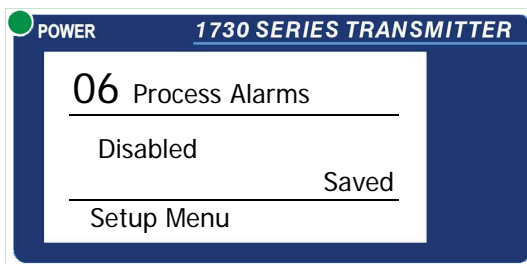 POWER 1730 SERIES TRANSMITTER
06 Process Alarms
Disabled
Saved
Setup Menu